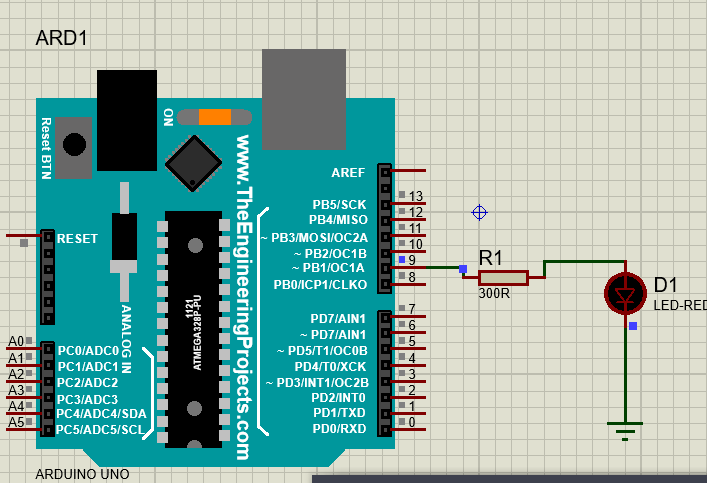 ARD1
Reset BTN
ON
www.TheEngineeringProjects.com
1121
ATMEGA328P-PU
ANALOG IN
RESET
A0 PC0/ADC0
A1 PC1/ADC1
A2 PC2/ADC2
A3 PC3/ADC3
A4 PC4/ADC4/SDA
A5 PC5/ADC5/SCL
AREF
PB5/SCK 13
PB4/MISO 12
~ PB3/MOSI/OC2A 11
~ PB2/OC1B 10
~ PB1/OC1A 9
PB0/ICP1/CLKO 8
PD7/AIN1 7
~ PD7/AIN1 6
~ PD5/T1/OC0B 5
PD4/T0/XCK 4
~ PD3/INT1/OC2B 3
PD2/INT0 2
PD1/TXD 1
PD0/RXD 0
R1
300R
D1
LED-RED
ARDUINO UNO